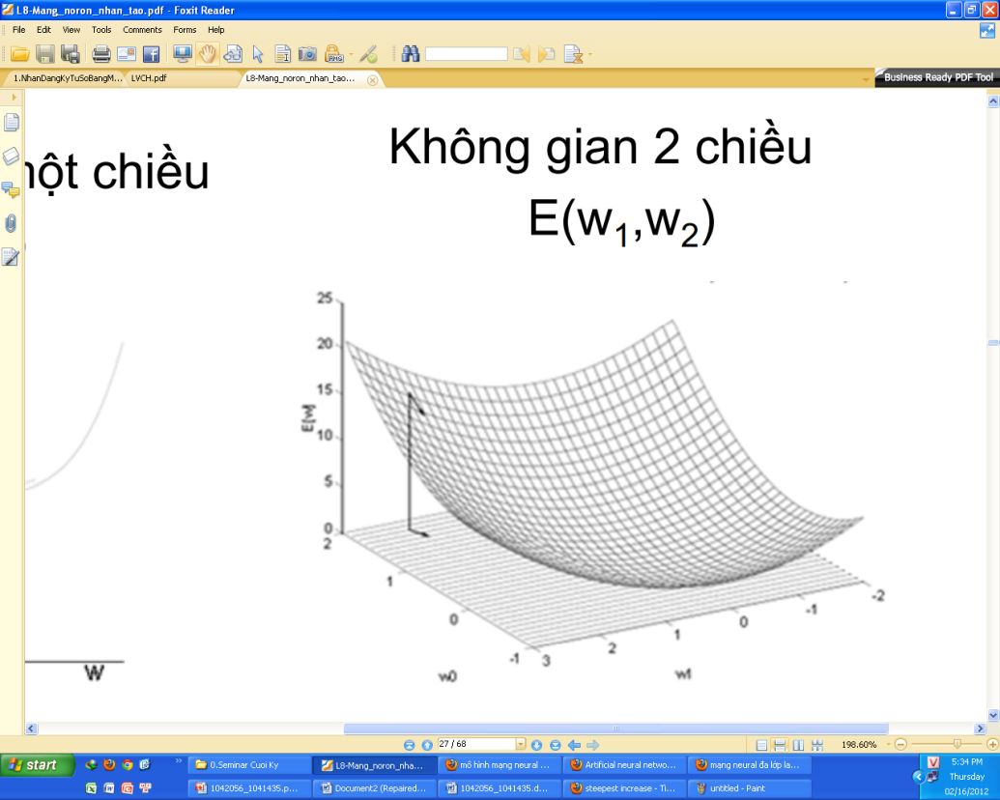 L8-Mang_noron_nhan_tao.pdf - Foxit Reader
File Edit View Tools Comments Forms Help
1.NhanDangKyTuSoBangM... LVCH.pdf L8-Mang_noron_nhan_tao... Business Ready PDF Tool
một chiều
Không gian 2 chiều
E(w1,w2)
25
20
15
E[w]
10
5
0
2
1
0
-1
w0
3
2
1
0
-1
-2
w1
W
27 / 68
198.60%
start
0.Seminar Cuoi Ky
L8-Mang_noron_nha...
mô hình mạng neural ...
Artificial neural netwo...
mạng neural đa lớp la...
5:34 PM
1042056_1041435.p...
Document2 (Repaired...
1042056_1041435.d...
steepest increase - Ti...
untitled - Paint
Thursday
02/16/2012